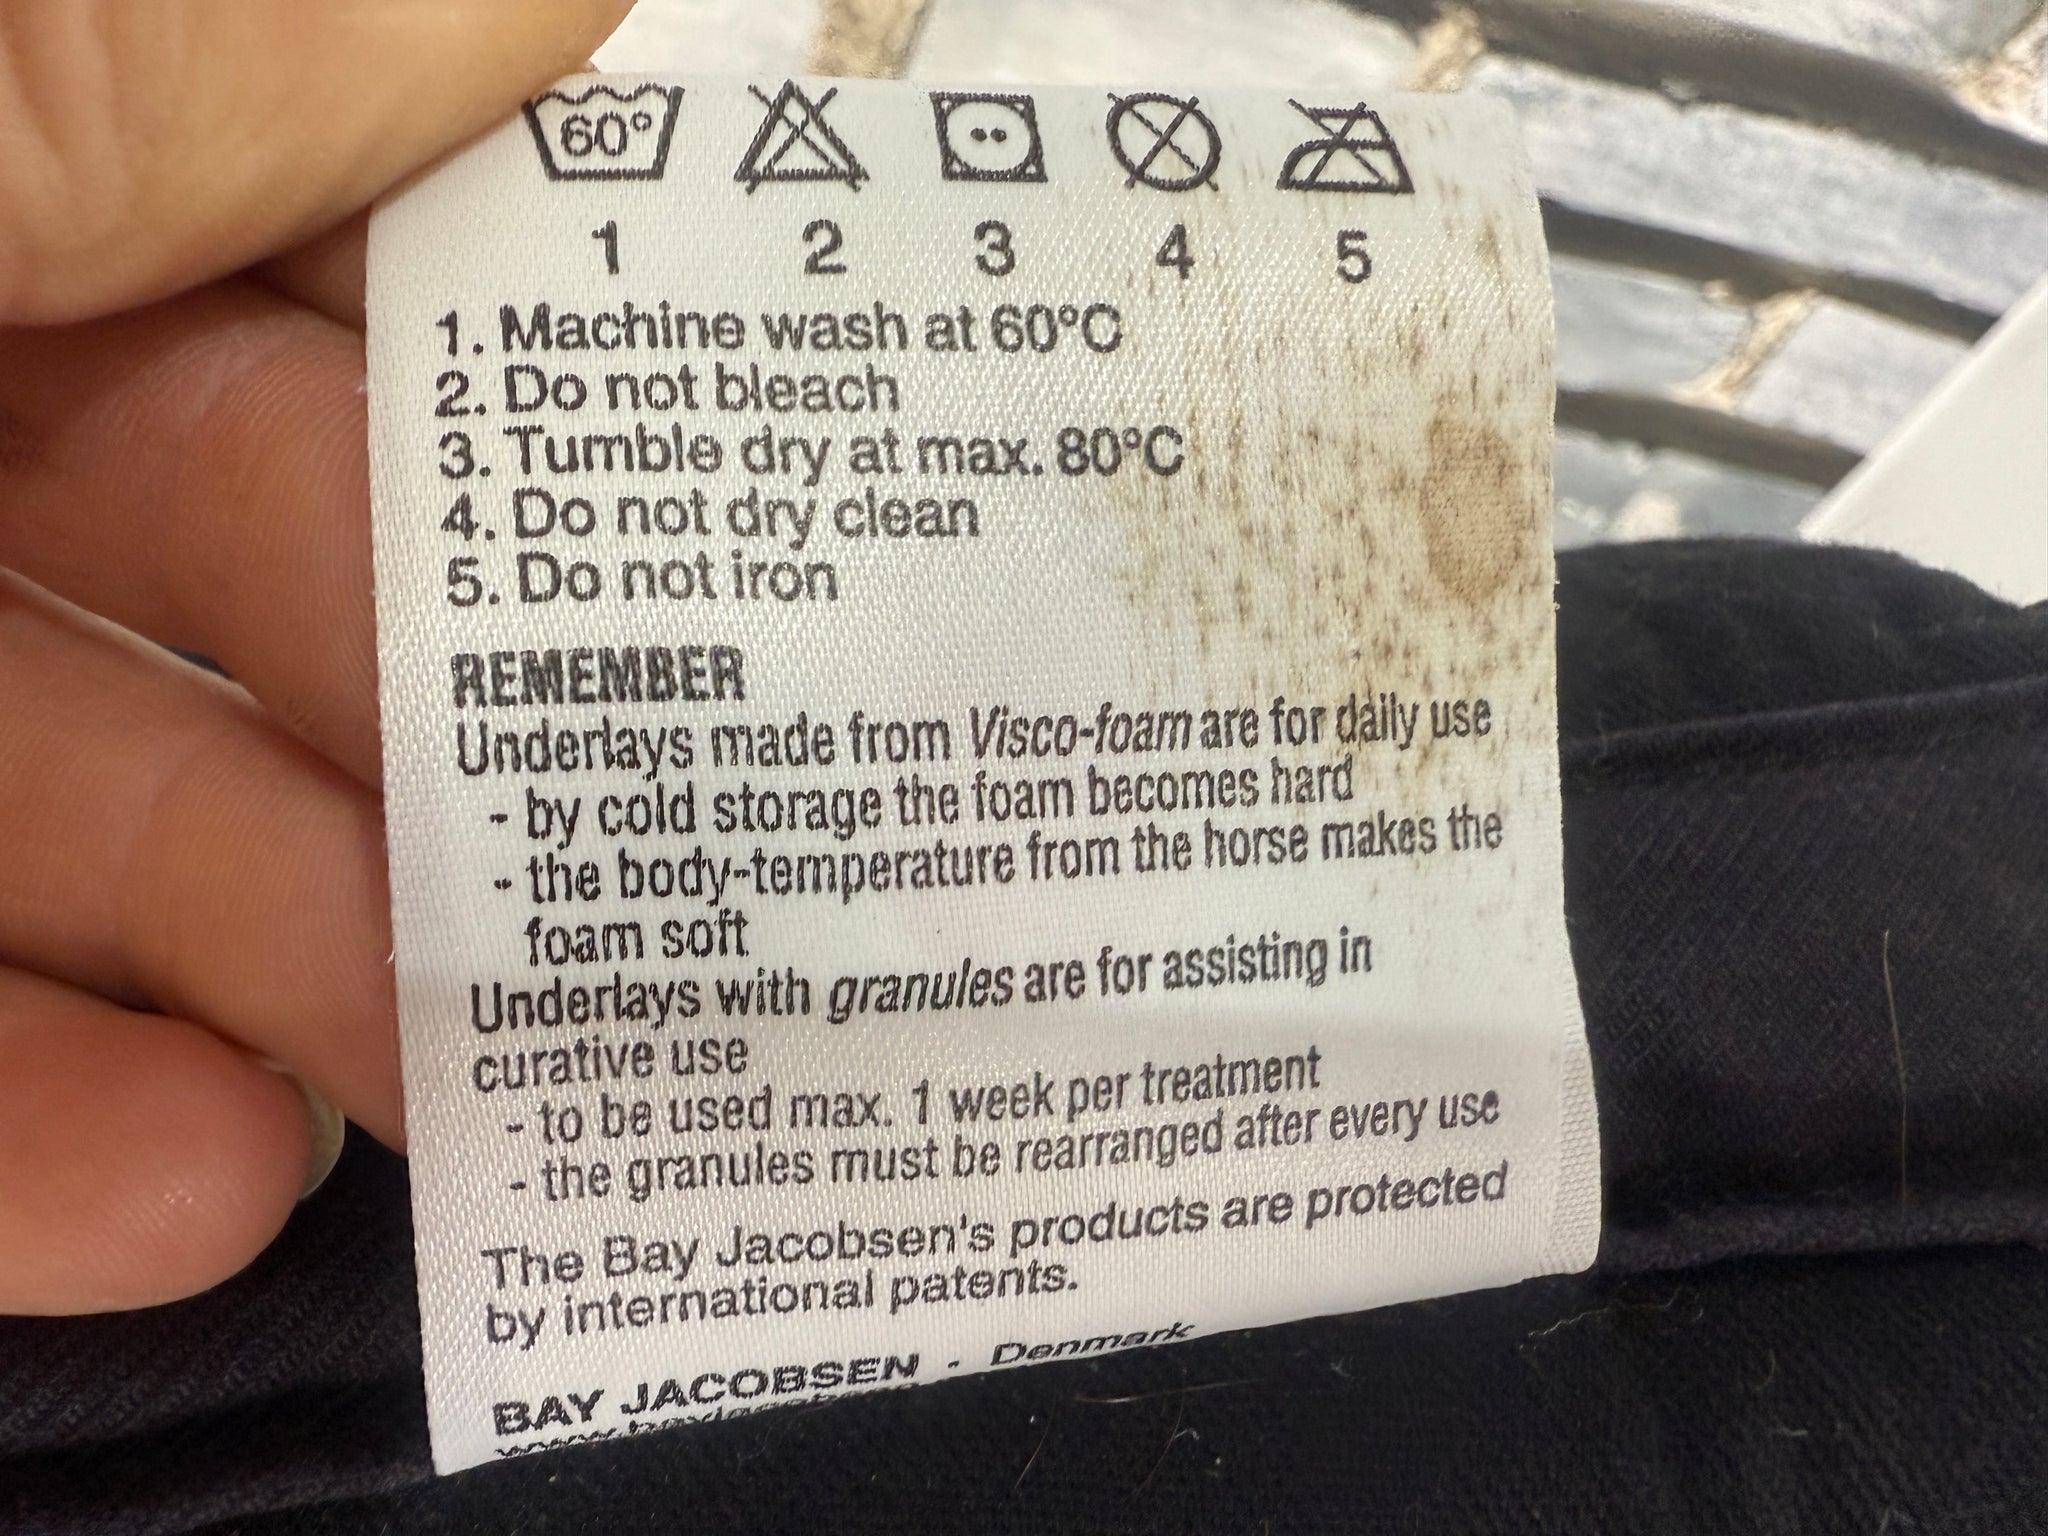 60°
1 2 3 4 5
1. Machine wash at 60°C
2. Do not bleach
3. Tumble dry at max. 80°C
4. Do not dry clean
5. Do not iron
REMEMBER
Underlays made from Visco-foam are for daily use
- by cold storage the foam becomes hard
- the body-temperature from the horse makes the
foam soft
Underlays with granules are for assisting in
curative use
- to be used max. 1 week per treatment
- the granules must be rearranged after every use
The Bay Jacobsen's products are protected
by international patents.
BAY JACOBSEN - Denmark